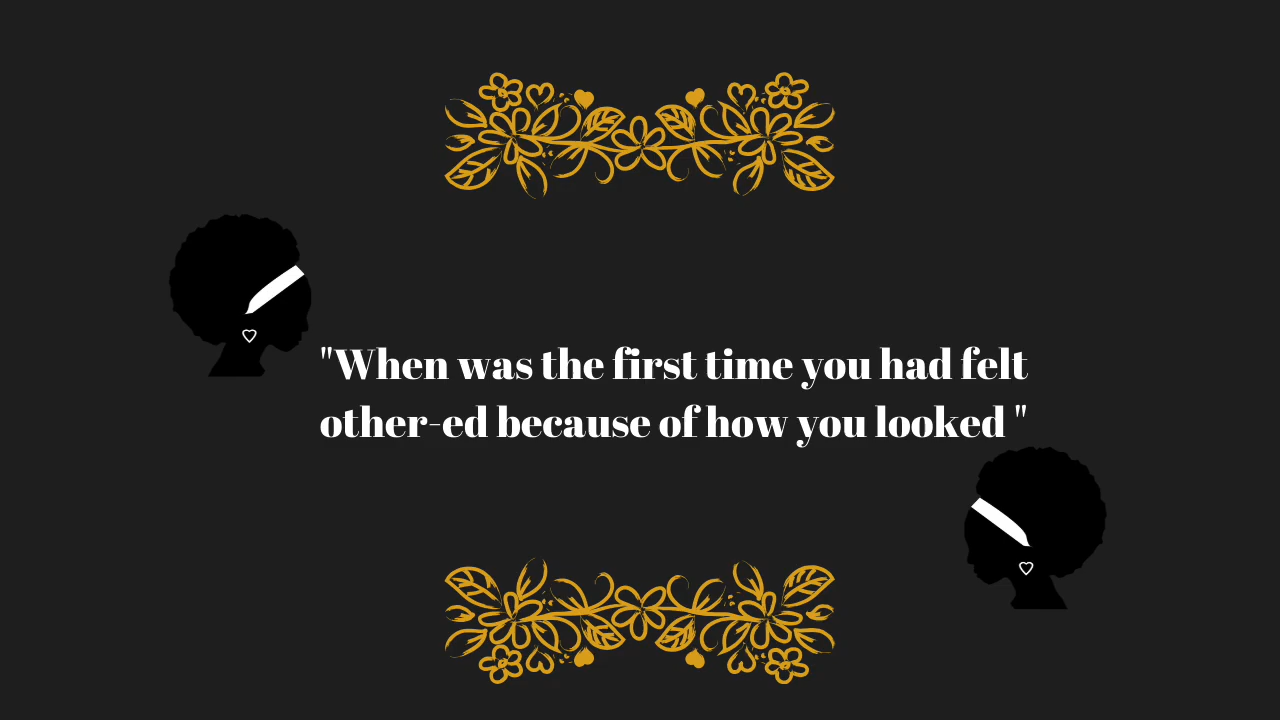 "When was the first time you had felt
other-ed because of how you looked "